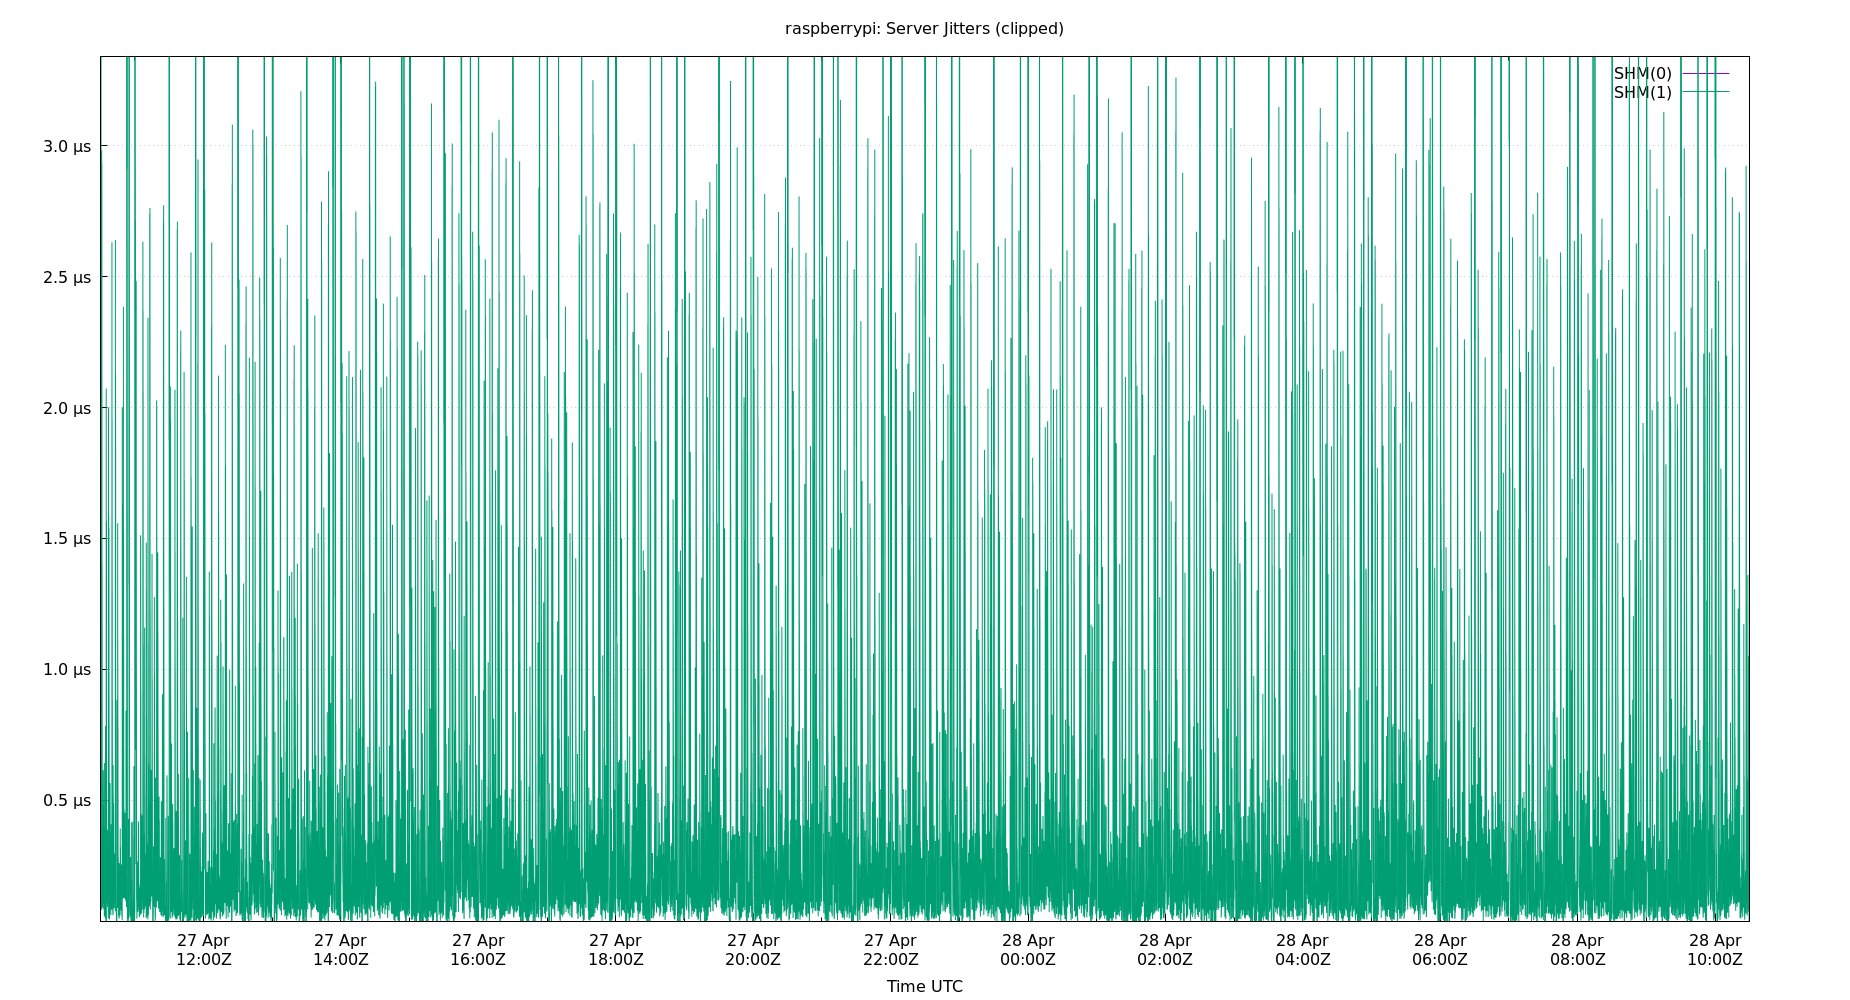 raspberrypi: Server Jitters (clipped)
SHM(0)
SHM(1)
3.0 µs
2.5 µs
2.0 µs
1.5 µs
1.0 µs
0.5 µs
27 Apr 27 Apr 27 Apr 27 Apr 27 Apr 27 Apr 28 Apr 28 Apr 28 Apr 28 Apr 28 Apr 28 Apr
12:00Z 14:00Z 16:00Z 18:00Z 20:00Z 22:00Z 00:00Z 02:00Z 04:00Z 06:00Z 08:00Z 10:00Z
Time UTC